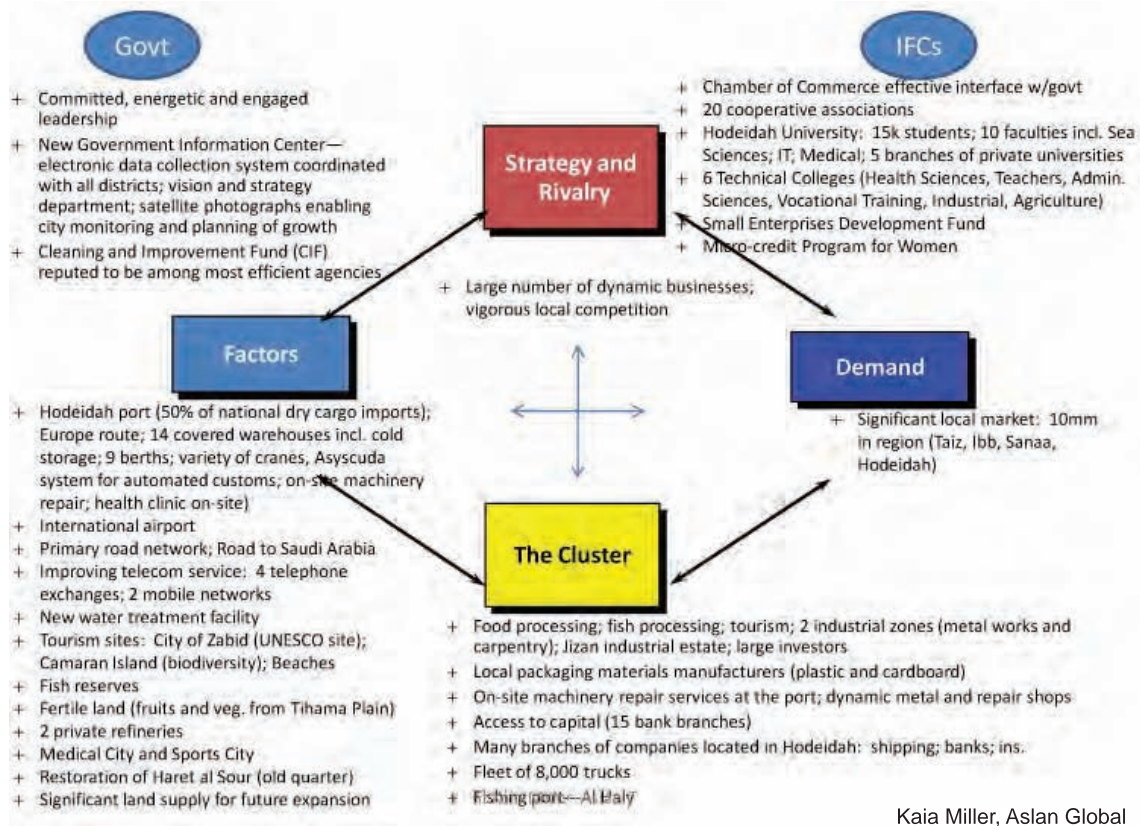 Govt
+ Committed, energetic and engaged
leadership
+ New Government Information Center—
electronic data collection system coordinated
with all districts; vision and strategy
department; satellite photographs enabling
city monitoring and planning of growth
+ Cleaning and Improvement Fund (CIF)
reputed to be among most efficient agencies
IFCs
+ Chamber of Commerce effective interface w/govt
+ 20 cooperative associations
+ Hodeidah University: 15k students; 10 faculties incl. Sea
Sciences; IT; Medical; 5 branches of private universities
+ 6 Technical Colleges (Health Sciences, Teachers, Admin.
Sciences, Vocational Training, Industrial, Agriculture)
+ Small Enterprises Development Fund
+ Micro-credit Program for Women
Strategy and
Rivalry
+ Large number of dynamic businesses;
vigorous local competition
Factors
+ Hodeidah port (50% of national dry cargo imports);
Europe route; 14 covered warehouses incl. cold
storage; 9 berths; variety of cranes, Asyscuda
system for automated customs; on-site machinery
repair; health clinic on-site)
+ International airport
+ Primary road network; Road to Saudi Arabia
+ Improving telecom service: 4 telephone
exchanges; 2 mobile networks
+ New water treatment facility
+ Tourism sites: City of Zabid (UNESCO site);
Camaran Island (biodiversity); Beaches
+ Fish reserves
+ Fertile land (fruits and veg. from Tihama Plain)
+ 2 private refineries
+ Medical City and Sports City
+ Restoration of Haret al Sour (old quarter)
+ Significant land supply for future expansion
Demand
+ Significant local market: 10mm
in region (Taiz, Ibb, Sanaa,
Hodeidah)
The Cluster
+ Food processing; fish processing; tourism; 2 industrial zones (metal works and
carpentry); Jizan industrial estate; large investors
+ Local packaging materials manufacturers (plastic and cardboard)
+ On-site machinery repair services at the port; dynamic metal and repair shops
+ Access to capital (15 bank branches)
+ Many branches of companies located in Hodeidah: shipping; banks; ins.
+ Fleet of 8,000 trucks
+ Fishing port—Al Haly
Kaia Miller, Aslan Global